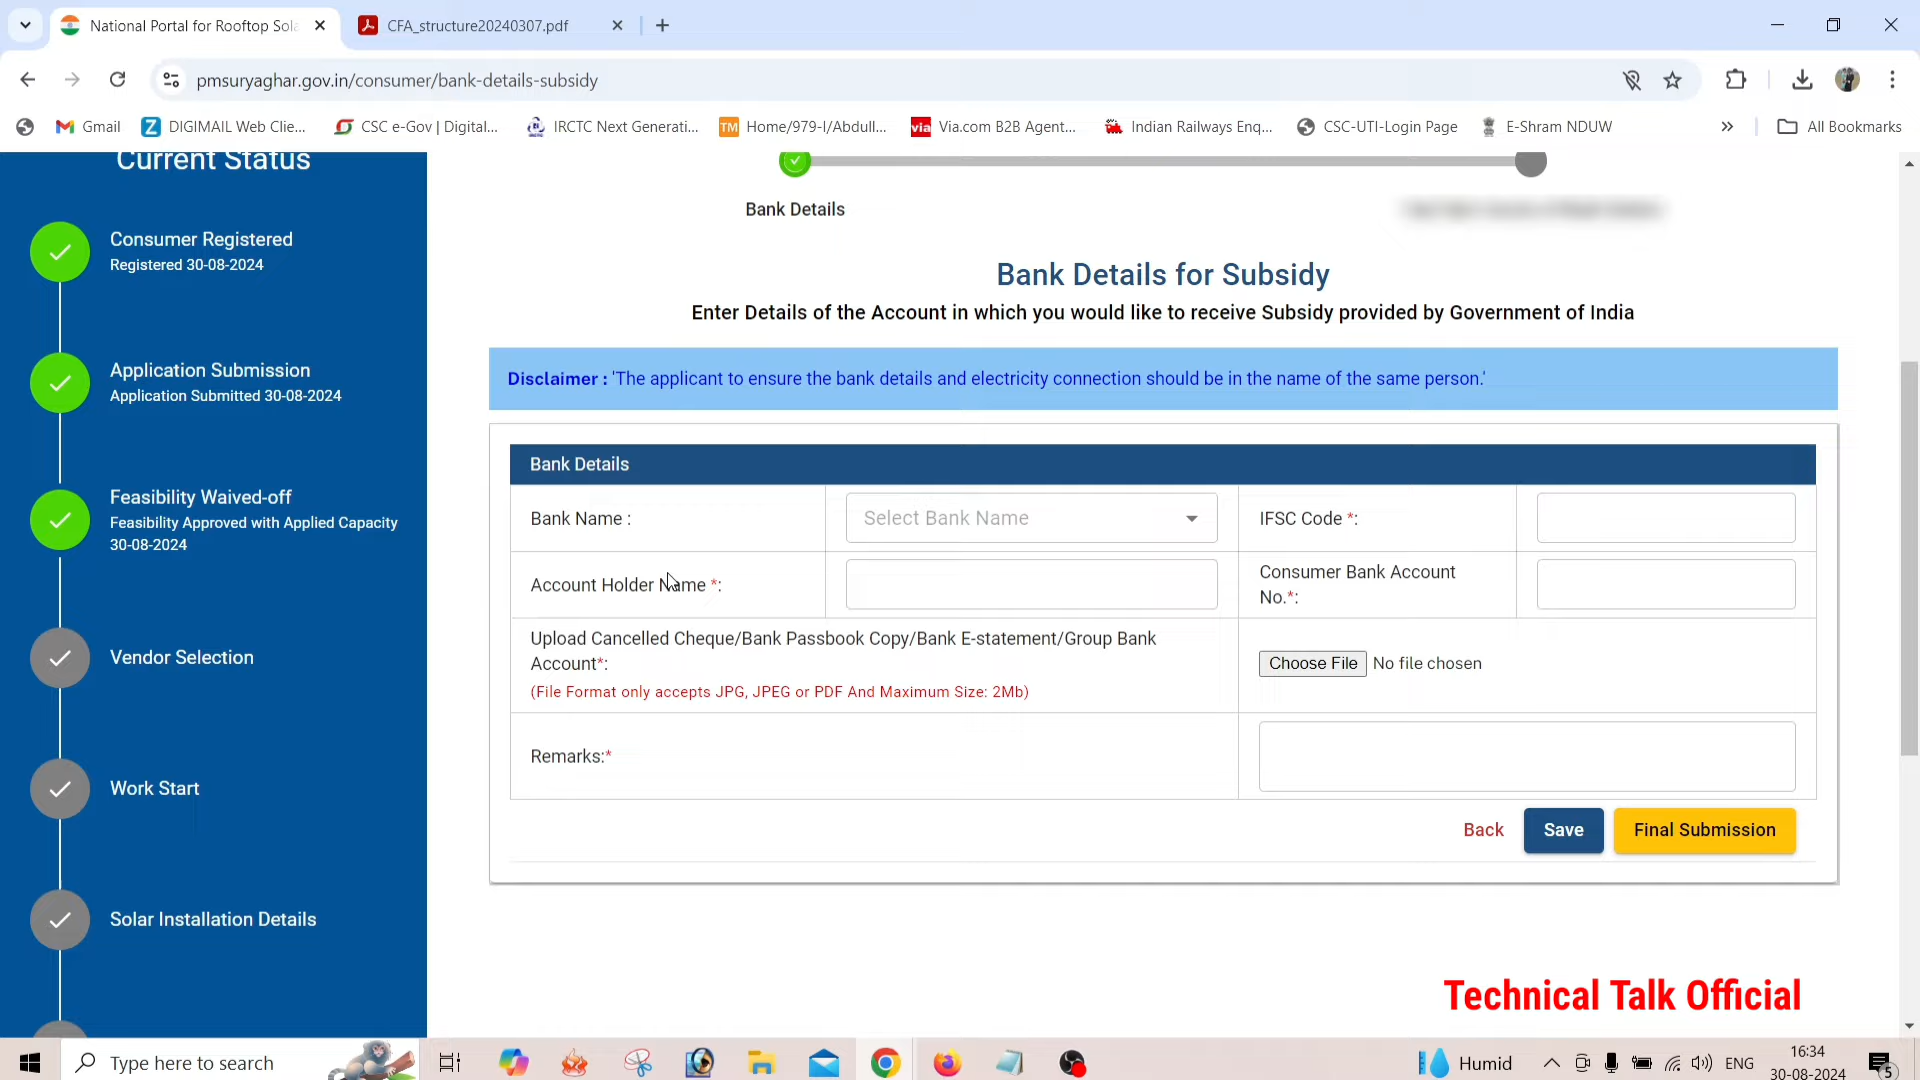 National Portal for Rooftop Sola
CFA_structure20240307.pdf
pmsuryaghar.gov.in/consumer/bank-details-subsidy
Gmail
DIGIMAIL Web Clie...
CSC e-Gov | Digital...
IRCTC Next Generati...
Home/979-I/Abdull...
Via.com B2B Agent...
Indian Railways Enq...
CSC-UTI-Login Page
E-Shram NDUW
All Bookmarks
Current Status
Consumer Registered
Registered 30-08-2024
Application Submission
Application Submitted 30-08-2024
Feasibility Waived-off
Feasibility Approved with Applied Capacity
30-08-2024
Vendor Selection
Work Start
Solar Installation Details
Bank Details
Bank Details for Subsidy
Enter Details of the Account in which you would like to receive Subsidy provided by Government of India
Disclaimer : 'The applicant to ensure the bank details and electricity connection should be in the name of the same person.'
Bank Details
Bank Name :
Select Bank Name
IFSC Code *:
Account Holder Name *:
Consumer Bank Account
No.*:
Upload Cancelled Cheque/Bank Passbook Copy/Bank E-statement/Group Bank
Account*:
(File Format only accepts JPG, JPEG or PDF And Maximum Size: 2Mb)
Choose File No file chosen
Remarks:*
Back
Save
Final Submission
Technical Talk Official
Type here to search
Humid
ENG
16:34
30-08-2024
5